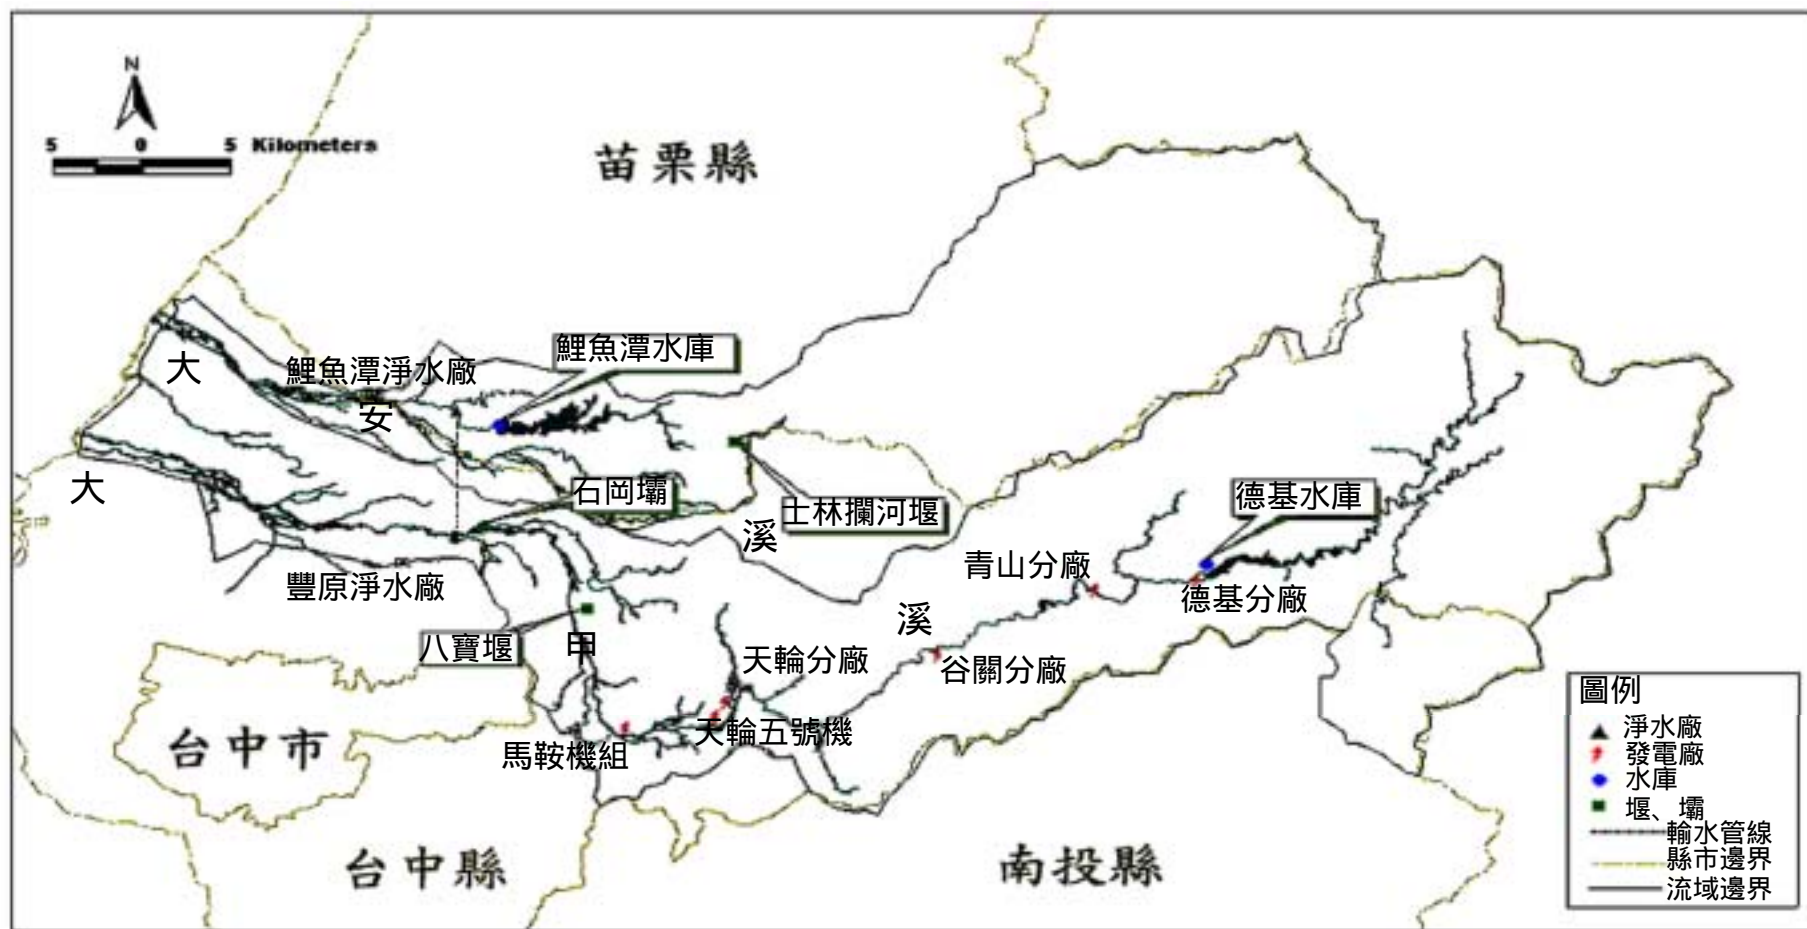 N
5 0 5 Kilometers
苗栗縣
大
鯉魚潭淨水廠
鯉魚潭水庫
安
大
石岡壩
士林攔河堰
溪
德基水庫
青山分廠
德基分廠
豐原淨水廠
溪
八寶堰
甲
天輪分廠
谷關分廠
天輪五號機
馬鞍機組
台中市
台中縣
南投縣
圖例
淨水廠
發電廠
水庫
堰、壩
輸水管線
縣市邊界
流域邊界